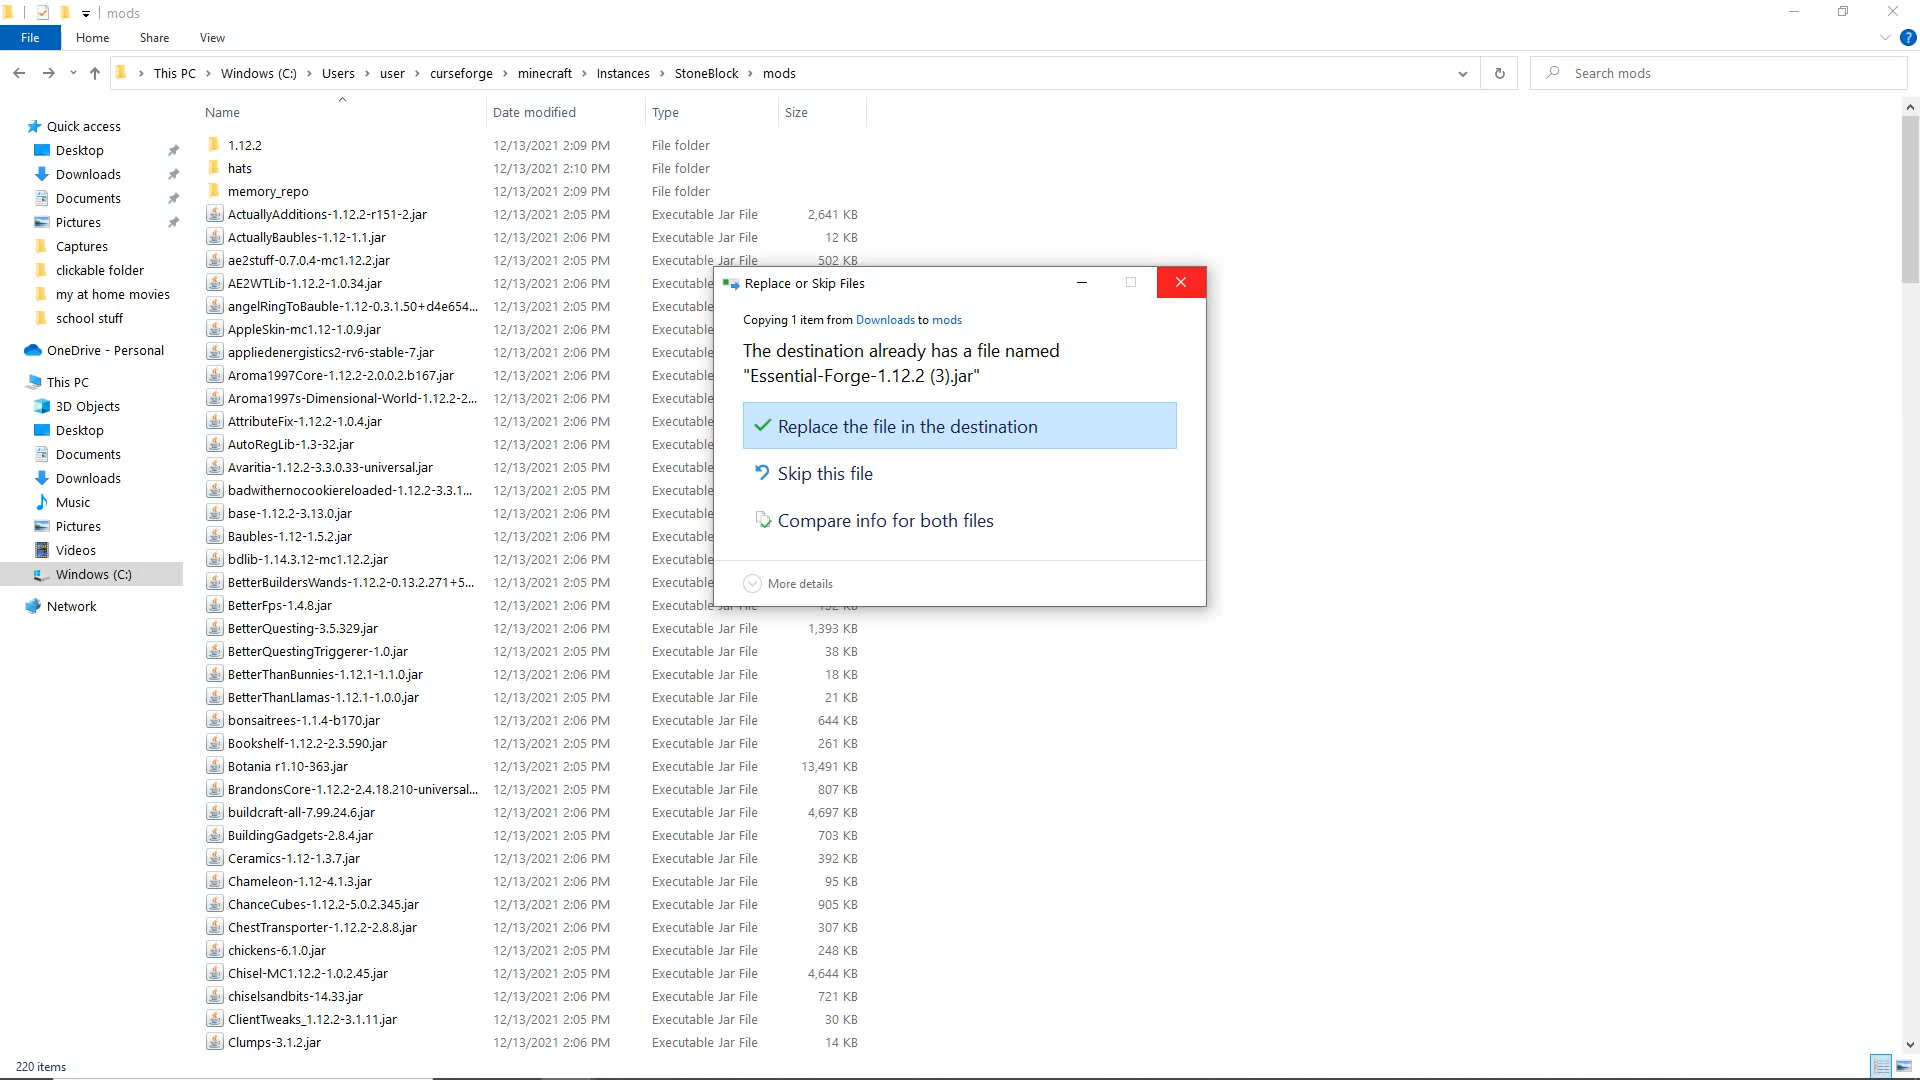 mods
File Home Share View
This PC Windows (C:) Users user curseforge minecraft Instances StoneBlock mods
Search mods
Quick access
Desktop
Downloads
Documents
Pictures
Captures
clickable folder
my at home movies
school stuff
OneDrive - Personal
This PC
3D Objects
Desktop
Documents
Downloads
Music
Pictures
Videos
Windows (C:)
Network
Name Date modified Type Size
1.12.2 12/13/2021 2:09 PM File folder
hats 12/13/2021 2:10 PM File folder
memory_repo 12/13/2021 2:09 PM File folder
ActuallyAdditions-1.12.2-r151-2.jar 12/13/2021 2:05 PM Executable Jar File 2,641 KB
ActuallyBaubles-1.12-1.1.jar 12/13/2021 2:06 PM Executable Jar File 12 KB
ae2stuff-0.7.0.4-mc1.12.2.jar 12/13/2021 2:05 PM Executable Jar File 502 KB
AE2WTLib-1.12.2-1.0.34.jar 12/13/2021 2:06 PM Executable
angelRingToBauble-1.12-0.3.1.50+d4e654... 12/13/2021 2:05 PM Executable
AppleSkin-mc1.12-1.0.9.jar 12/13/2021 2:06 PM Executable
appliedenergistics2-rv6-stable-7.jar 12/13/2021 2:06 PM Executable
Aroma1997Core-1.12.2-2.0.0.2.b167.jar 12/13/2021 2:06 PM Executable
Aroma1997s-Dimensional-World-1.12.2-2... 12/13/2021 2:06 PM Executable
AttributeFix-1.12.2-1.0.4.jar 12/13/2021 2:06 PM Executable
AutoRegLib-1.3-32.jar 12/13/2021 2:06 PM Executable
Avaritia-1.12.2-3.3.0.33-universal.jar 12/13/2021 2:05 PM Executable
badwithernocookiereloaded-1.12.2-3.3.1... 12/13/2021 2:05 PM Executable
base-1.12.2-3.13.0.jar 12/13/2021 2:06 PM Executable
Baubles-1.12-1.5.2.jar 12/13/2021 2:06 PM Executable
bdlib-1.14.3.12-mc1.12.2.jar 12/13/2021 2:06 PM Executable
BetterBuildersWands-1.12.2-0.13.2.271+5... 12/13/2021 2:05 PM Executable
BetterFps-1.4.8.jar 12/13/2021 2:06 PM Executable Jar File 132 KB
BetterQuesting-3.5.329.jar 12/13/2021 2:06 PM Executable Jar File 1,393 KB
BetterQuestingTriggerer-1.0.jar 12/13/2021 2:05 PM Executable Jar File 38 KB
BetterThanBunnies-1.12.1-1.1.0.jar 12/13/2021 2:06 PM Executable Jar File 18 KB
BetterThanLlamas-1.12.1-1.0.0.jar 12/13/2021 2:05 PM Executable Jar File 21 KB
bonsaitrees-1.1.4-b170.jar 12/13/2021 2:06 PM Executable Jar File 644 KB
Bookshelf-1.12.2-2.3.590.jar 12/13/2021 2:05 PM Executable Jar File 261 KB
Botania r1.10-363.jar 12/13/2021 2:05 PM Executable Jar File 13,491 KB
BrandonsCore-1.12.2-2.4.18.210-universal... 12/13/2021 2:05 PM Executable Jar File 807 KB
buildcraft-all-7.99.24.6.jar 12/13/2021 2:06 PM Executable Jar File 4,697 KB
BuildingGadgets-2.8.4.jar 12/13/2021 2:05 PM Executable Jar File 703 KB
Ceramics-1.12-1.3.7.jar 12/13/2021 2:06 PM Executable Jar File 392 KB
Chameleon-1.12-4.1.3.jar 12/13/2021 2:06 PM Executable Jar File 95 KB
ChanceCubes-1.12.2-5.0.2.345.jar 12/13/2021 2:06 PM Executable Jar File 905 KB
ChestTransporter-1.12.2-2.8.8.jar 12/13/2021 2:06 PM Executable Jar File 307 KB
chickens-6.1.0.jar 12/13/2021 2:05 PM Executable Jar File 248 KB
Chisel-MC1.12.2-1.0.2.45.jar 12/13/2021 2:05 PM Executable Jar File 4,644 KB
chiselsandbits-14.33.jar 12/13/2021 2:06 PM Executable Jar File 721 KB
ClientTweaks_1.12.2-3.1.11.jar 12/13/2021 2:05 PM Executable Jar File 30 KB
Clumps-3.1.2.jar 12/13/2021 2:06 PM Executable Jar File 14 KB
Replace or Skip Files
Copying 1 item from Downloads to mods
The destination already has a file named
"Essential-Forge-1.12.2 (3).jar"
Replace the file in the destination
Skip this file
Compare info for both files
More details
220 items